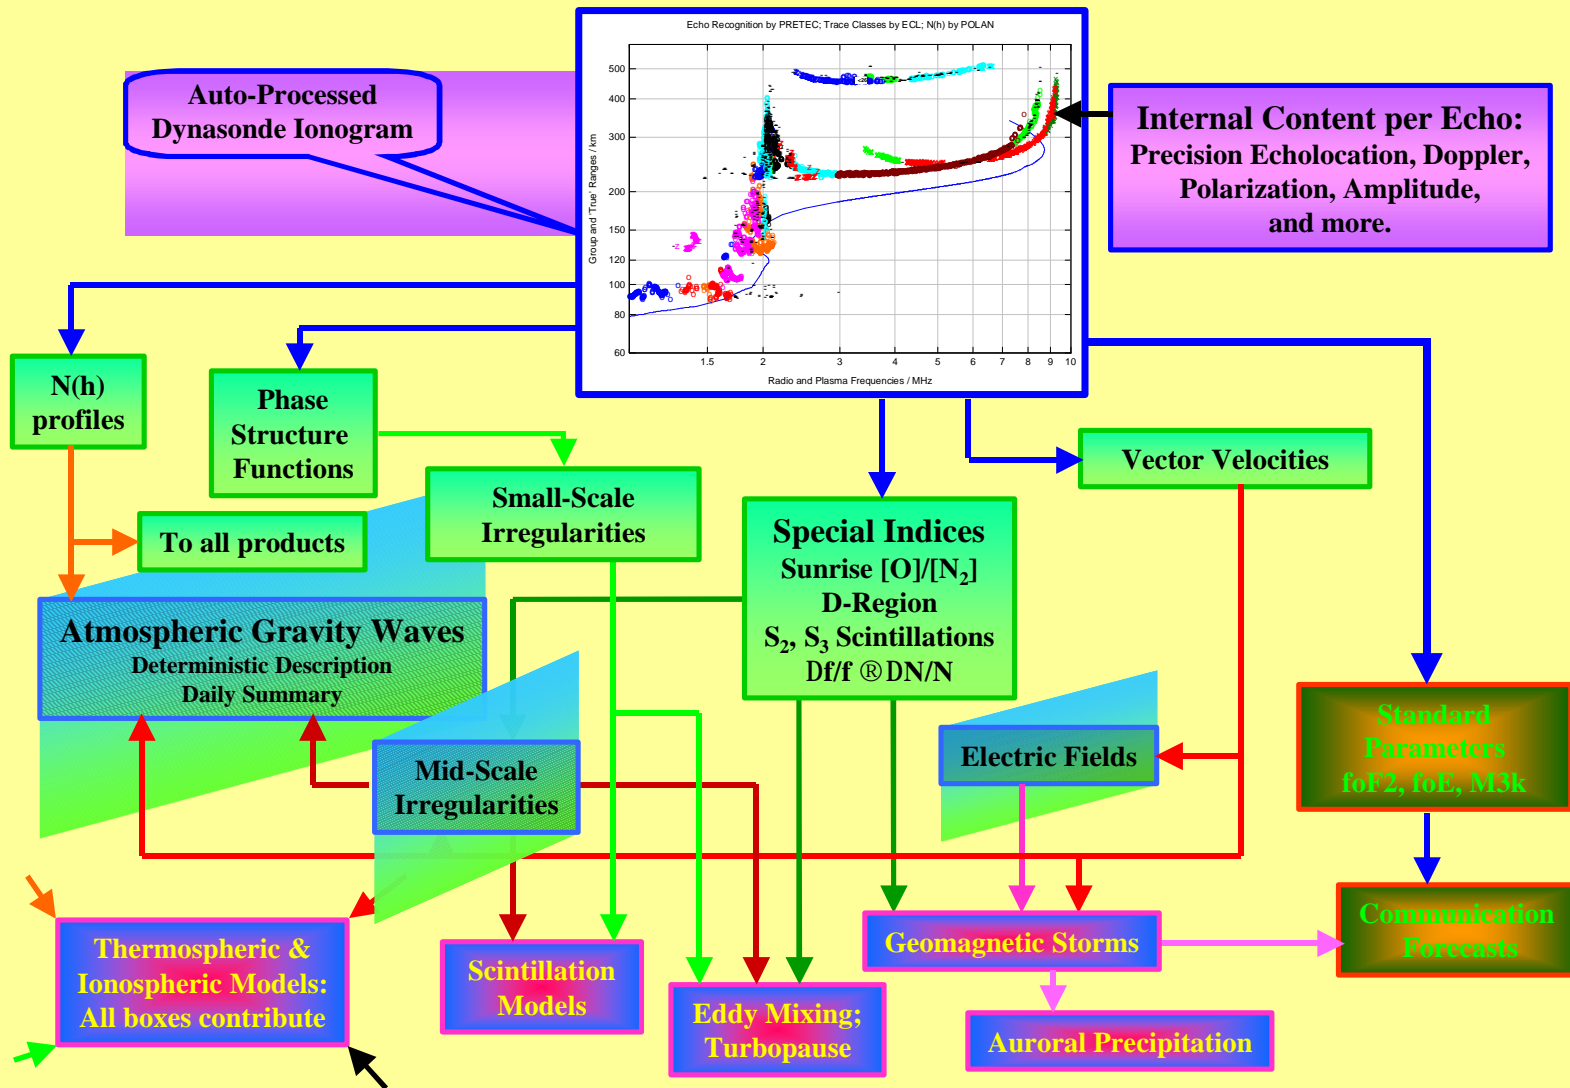 Echo Recognition by PRETEC; Trace Classes by ECL; N(h) by POLAN
Auto-Processed
Dynasonde Ionogram
Group and 'True' Ranges / km
500
400
300
200
150
120
100
80
60
1.5
2
3
4
5
6
7
8
9
10
Radio and Plasma Frequencies / MHz
Internal Content per Echo:
Precision Echolocation, Doppler,
Polarization, Amplitude,
and more.
N(h)
profiles
Phase
Structure
Functions
To all products
Small-Scale
Irregularities
Special Indices
Sunrise [O]/[N₂]
D-Region
S₂, S₃ Scintillations
Df/f ® DN/N
Vector Velocities
Atmospheric Gravity Waves
Deterministic Description
Daily Summary
Mid-Scale
Irregularities
Electric Fields
Standard
Parameters
foF2, foE, M3k
Thermospheric &
Ionospheric Models:
All boxes contribute
Scintillation
Models
Eddy Mixing;
Turbopause
Geomagnetic Storms
Auroral Precipitation
Communication
Forecasts